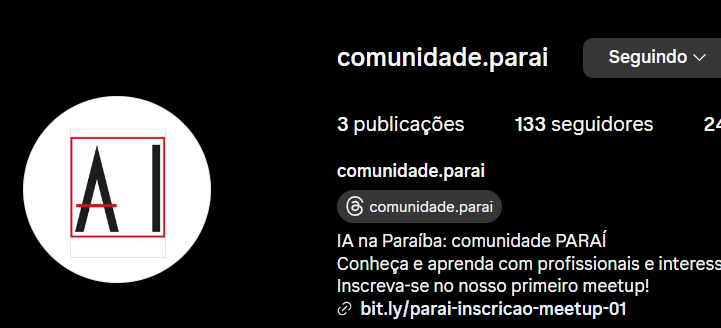 comunidade.parai
Seguindo
3 publicações 133 seguidores 24
comunidade.parai
comunidade.parai
IA na Paraíba: comunidade PARAÍ
Conheça e aprenda com profissionais e interess
Inscreva-se no nosso primeiro meetup!
bit.ly/parai-inscricao-meetup-01
AI